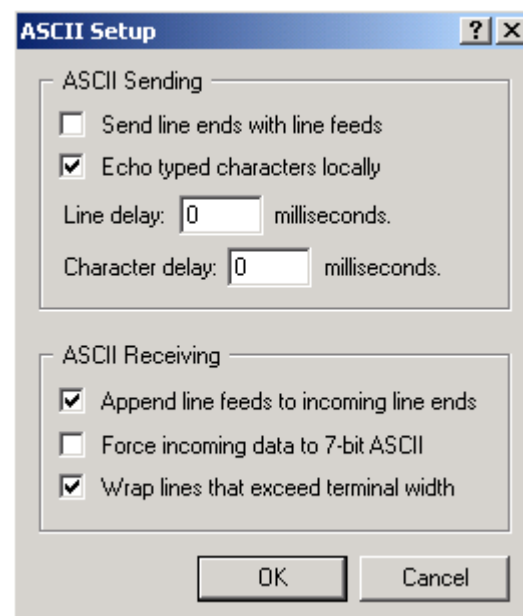 ASCII Setup
ASCII Sending
Send line ends with line feeds
Echo typed characters locally
Line delay: 0 milliseconds.
Character delay: 0 milliseconds.
ASCII Receiving
Append line feeds to incoming line ends
Force incoming data to 7-bit ASCII
Wrap lines that exceed terminal width
OK Cancel